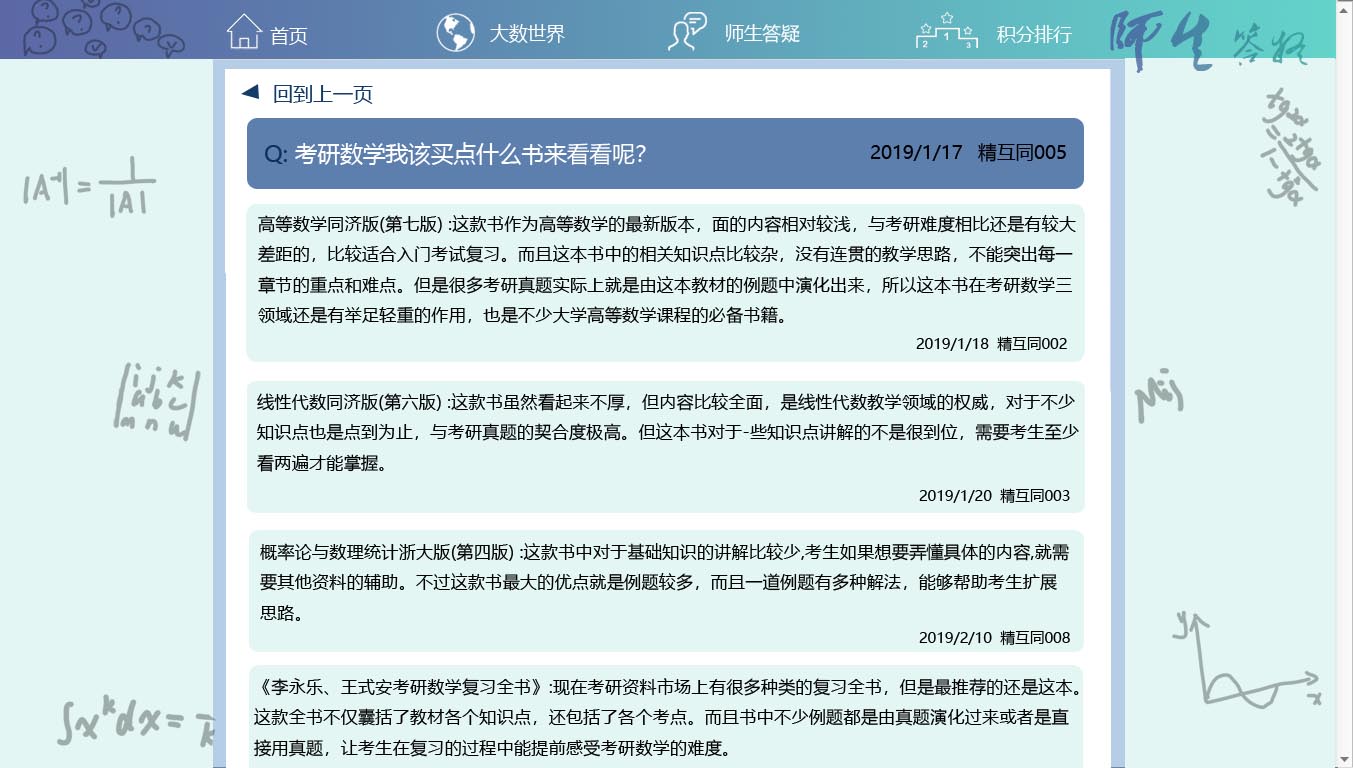 首页
大数世界
师生答疑
2 1 3
积分排行
师生答疑
回到上一页
Q: 考研数学我该买点什么书来看看呢?
2019/1/17 精互同005
高等数学同济版(第七版) :这款书作为高等数学的最新版本，面的内容相对较浅，与考研难度相比还是有较大
差距的，比较适合入门考试复习。而且这本书中的相关知识点比较杂，没有连贯的教学思路，不能突出每一
章节的重点和难点。但是很多考研真题实际上就是由这本教材的例题中演化出来，所以这本书在考研数学三
领域还是有举足轻重的作用，也是不少大学高等数学课程的必备书籍。
2019/1/18 精互同002
线性代数同济版(第六版) :这款书虽然看起来不厚，但内容比较全面，是线性代数教学领域的权威，对于不少
知识点也是点到为止，与考研真题的契合度极高。但这本书对于-些知识点讲解的不是很到位，需要考生至少
看两遍才能掌握。
2019/1/20 精互同003
概率论与数理统计浙大版(第四版) :这款书中对于基础知识的讲解比较少,考生如果想要弄懂具体的内容,就需
要其他资料的辅助。不过这款书最大的优点就是例题较多，而且一道例题有多种解法，能够帮助考生扩展
思路。
2019/2/10 精互同008
《李永乐、王式安考研数学复习全书》:现在考研资料市场上有很多种类的复习全书，但是最推荐的还是这本。
这款全书不仅囊括了教材各个知识点，还包括了各个考点。而且书中不少例题都是由真题演化过来或者是直
接用真题，让考生在复习的过程中能提前感受考研数学的难度。
|A⁻¹| = 1/|A|
i j k
a b c
m n w
∫x^k dx =
Mij
y
x